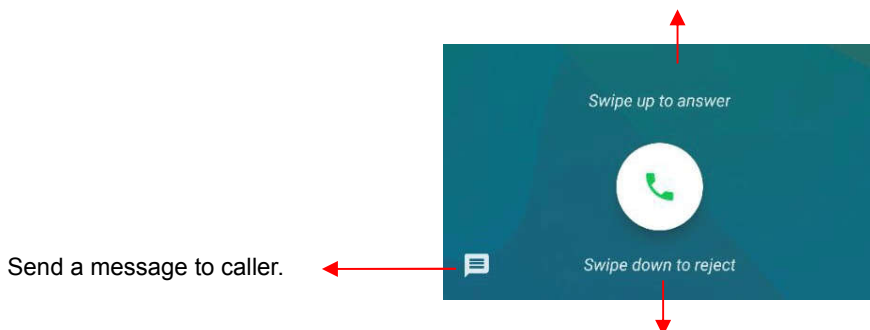 Swipe up to answer
Send a message to caller.
Swipe down to reject